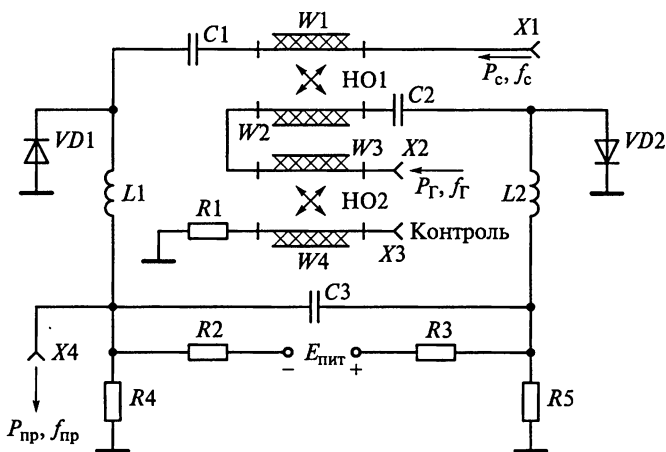 W1
X1
C1
Pс, fс
НО1
C2
VD1
W2
W3
X2
VD2
PГ, fГ
L1
L2
НО2
R1
Контроль
X3
W4
C3
R2
Eпит
R3
− +
X4
R4
R5
Pпр, fпр